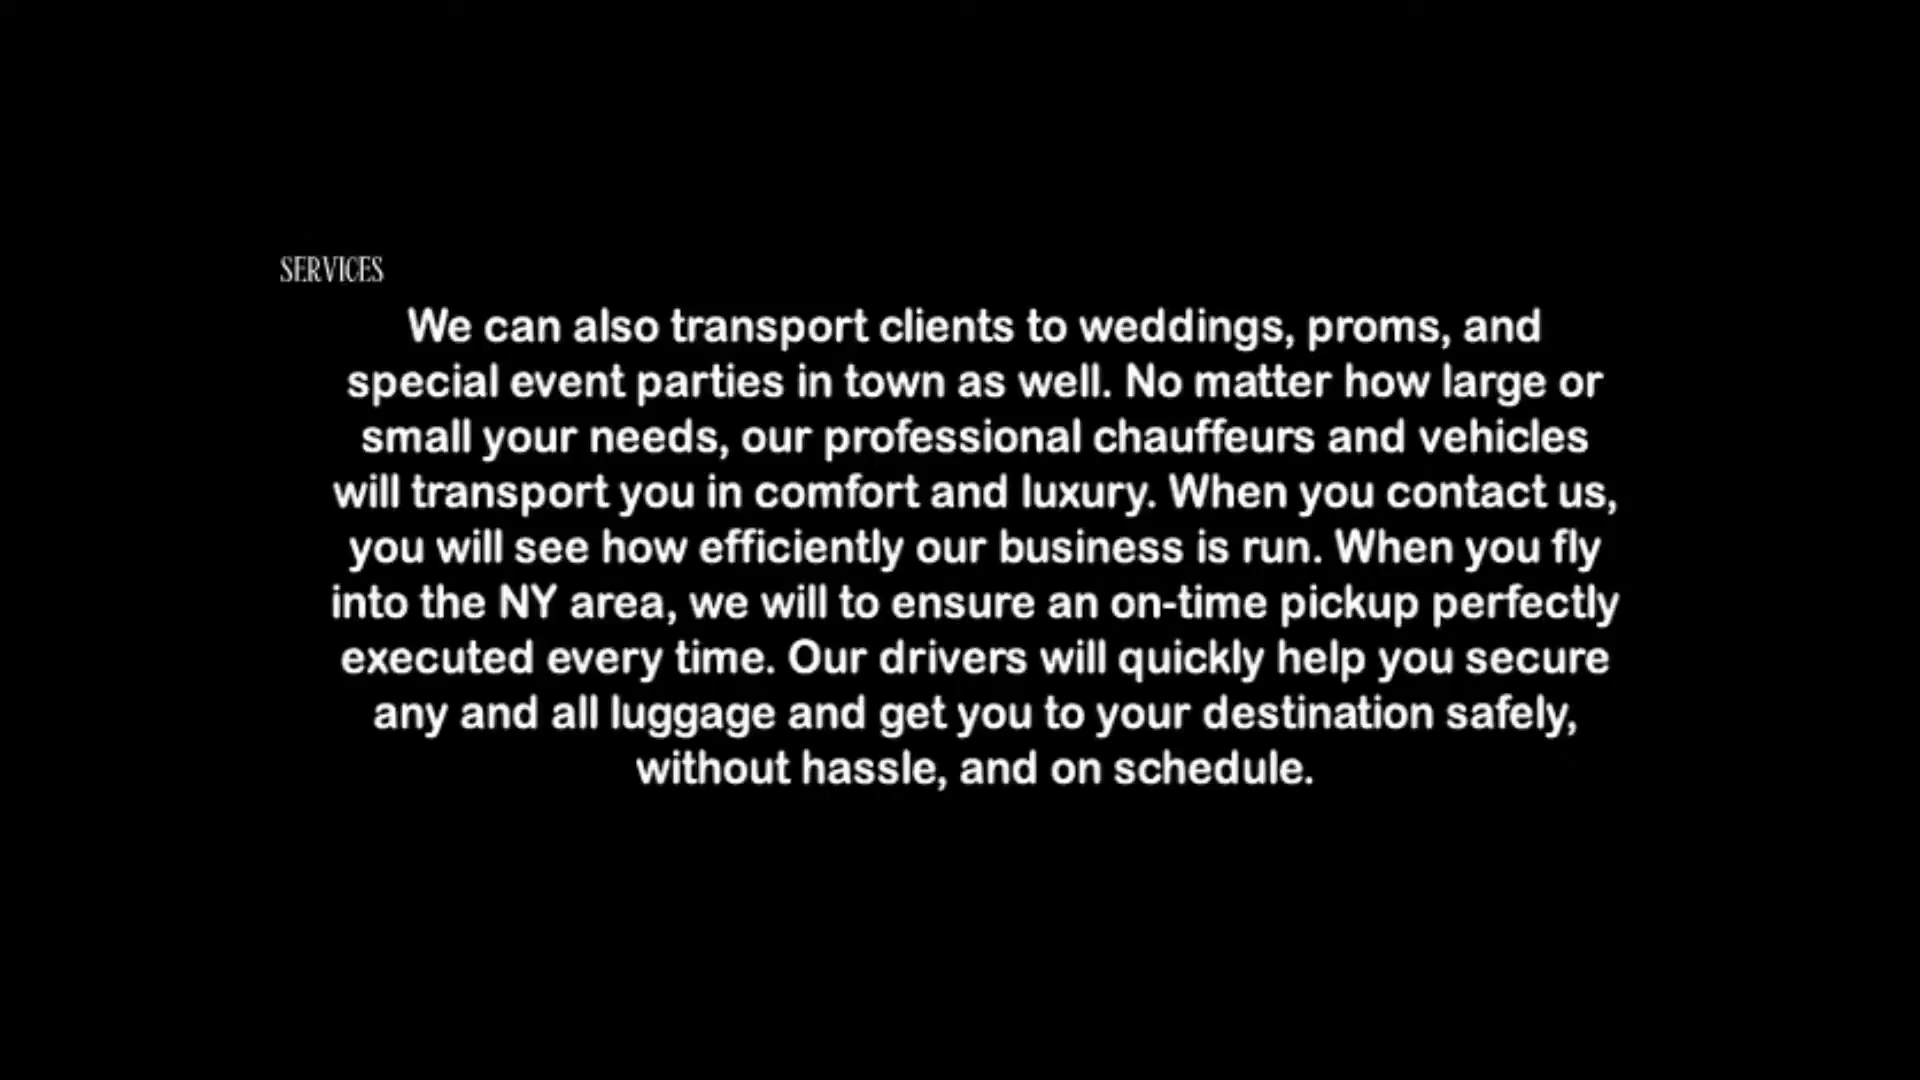 SERVICES
We can also transport clients to weddings, proms, and
special event parties in town as well. No matter how large or
small your needs, our professional chauffeurs and vehicles
will transport you in comfort and luxury. When you contact us,
you will see how efficiently our business is run. When you fly
into the NY area, we will to ensure an on-time pickup perfectly
executed every time. Our drivers will quickly help you secure
any and all luggage and get you to your destination safely,
without hassle, and on schedule.